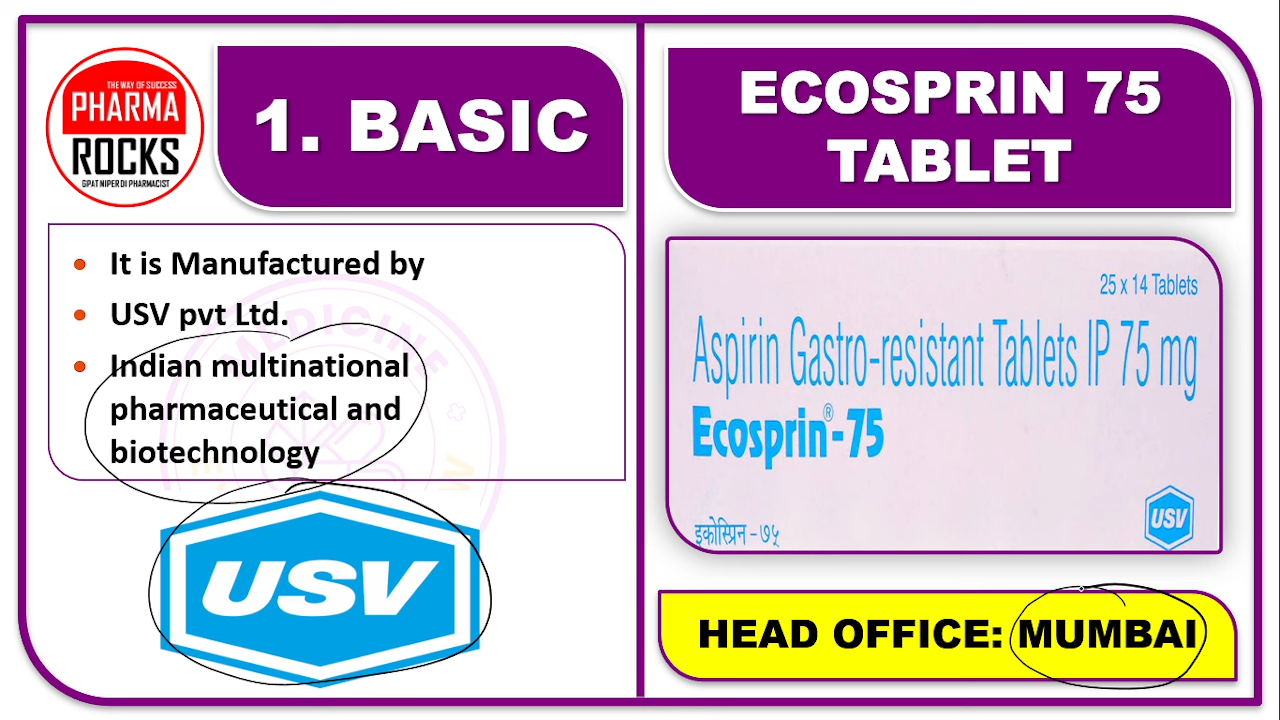 THE WAY OF SUCCESS
PHARMA
ROCKS
GPAT NIPER DI PHARMACIST
1. BASIC
• It is Manufactured by
• USV pvt Ltd.
• Indian multinational
pharmaceutical and
biotechnology
MEDICINE
USV
ECOSPRIN 75
TABLET
25 x 14 Tablets
Aspirin Gastro-resistant Tablets IP 75 mg
Ecosprin®-75
इकोस्प्रिन - ७५
USV
HEAD OFFICE: MUMBAI